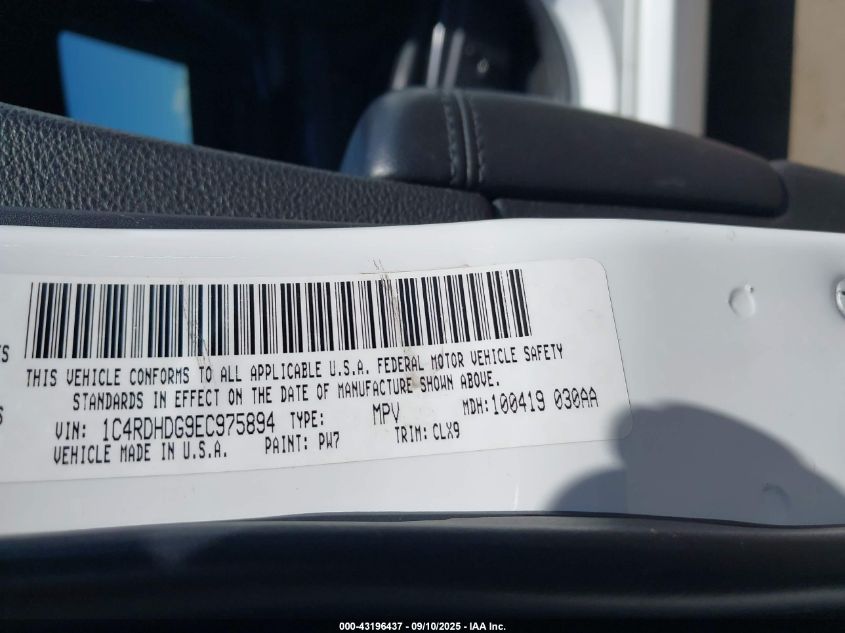 TS
THIS VEHICLE CONFORMS TO ALL APPLICABLE U.S.A. FEDERAL MOTOR VEHICLE SAFETY
STANDARDS IN EFFECT ON THE DATE OF MANUFACTURE SHOWN ABOVE.
S
VIN: 1C4RDHDG9EC975894 TYPE: MPV MDH:100419 030AA
VEHICLE MADE IN U.S.A. PAINT: PW7 TRIM: CLX9
000-43196437 - 09/10/2025 - IAA Inc.